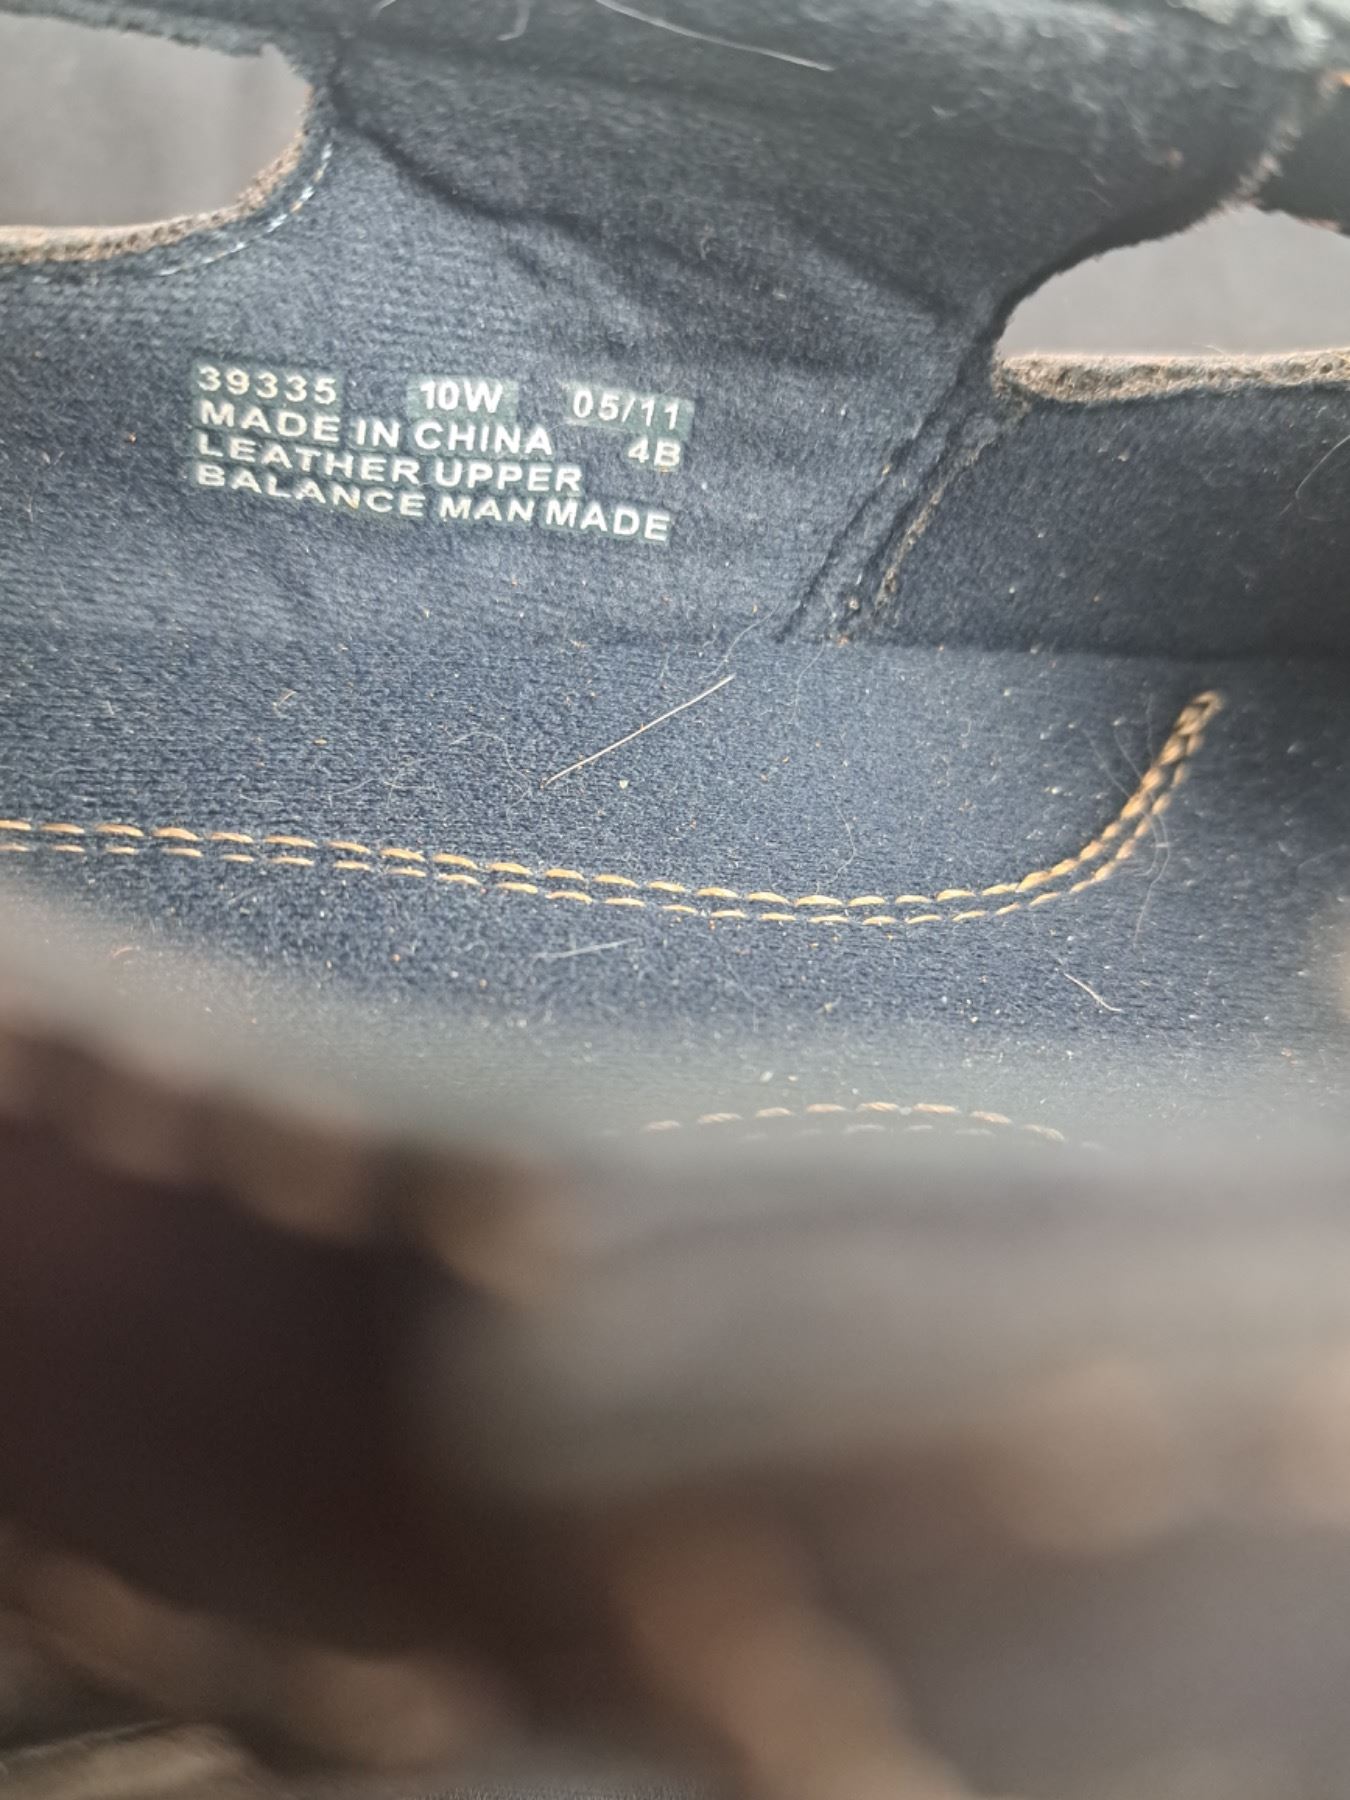 39335 10W 05/11
MADE IN CHINA 4B
LEATHER UPPER
BALANCE MAN MADE